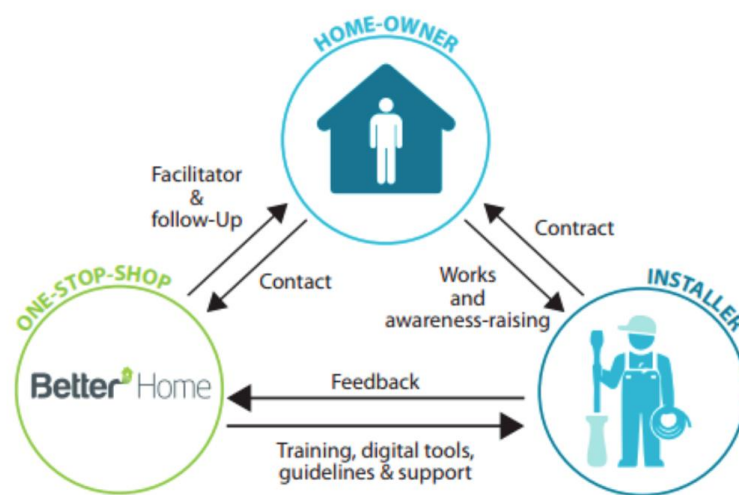 HOME-OWNER
Facilitator
&
follow-Up
Contact
Contract
Works
and
awareness-raising
ONE-STOP-SHOP
Better Home
INSTALLER
Feedback
Training, digital tools,
guidelines & support